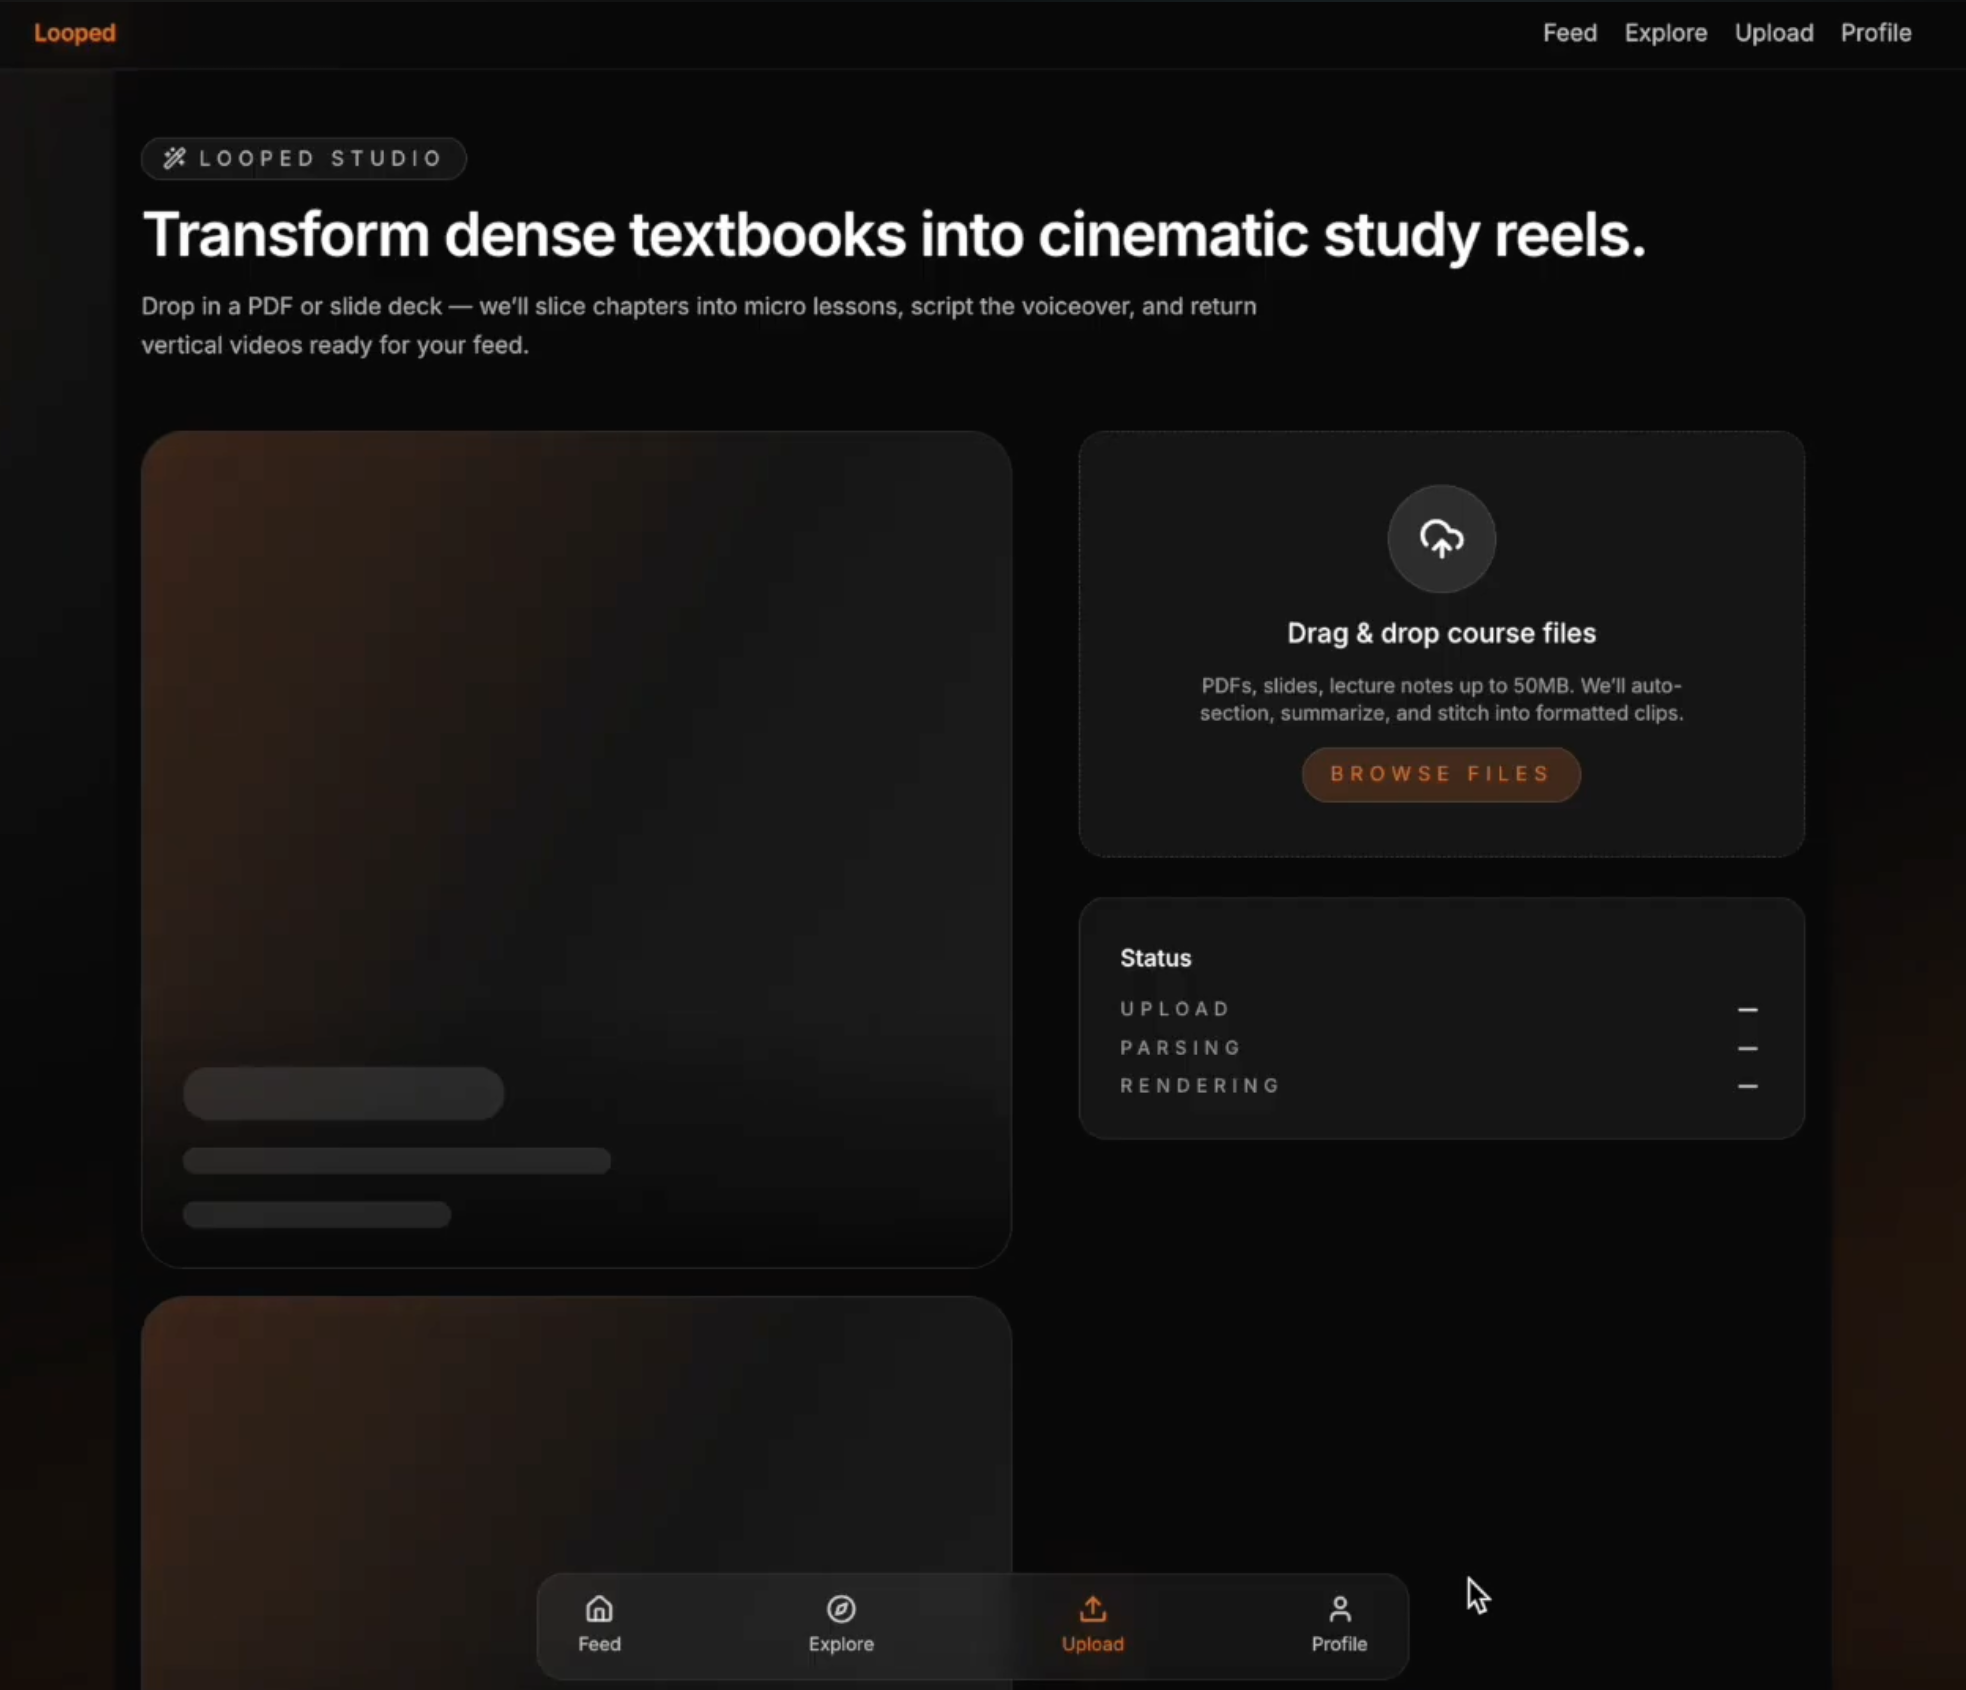 Looped
Feed Explore Upload Profile
LOOPED STUDIO
Transform dense textbooks into cinematic study reels.
Drop in a PDF or slide deck — we’ll slice chapters into micro lessons, script the voiceover, and return
vertical videos ready for your feed.
Drag & drop course files
PDFs, slides, lecture notes up to 50MB. We’ll auto-
section, summarize, and stitch into formatted clips.
BROWSE FILES
Status
UPLOAD —
PARSING —
RENDERING —
Feed Explore Upload Profile